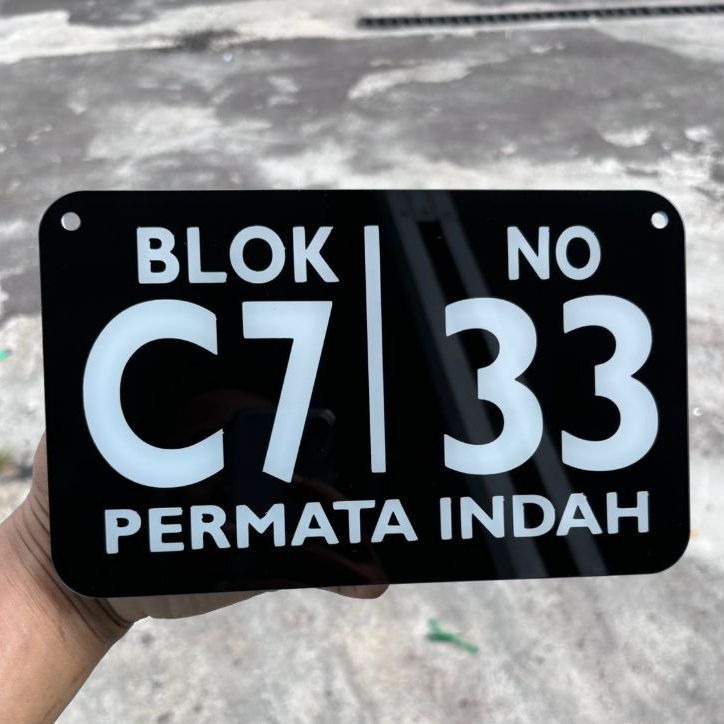 BLOK
C7
NO
33
PERMATA INDAH